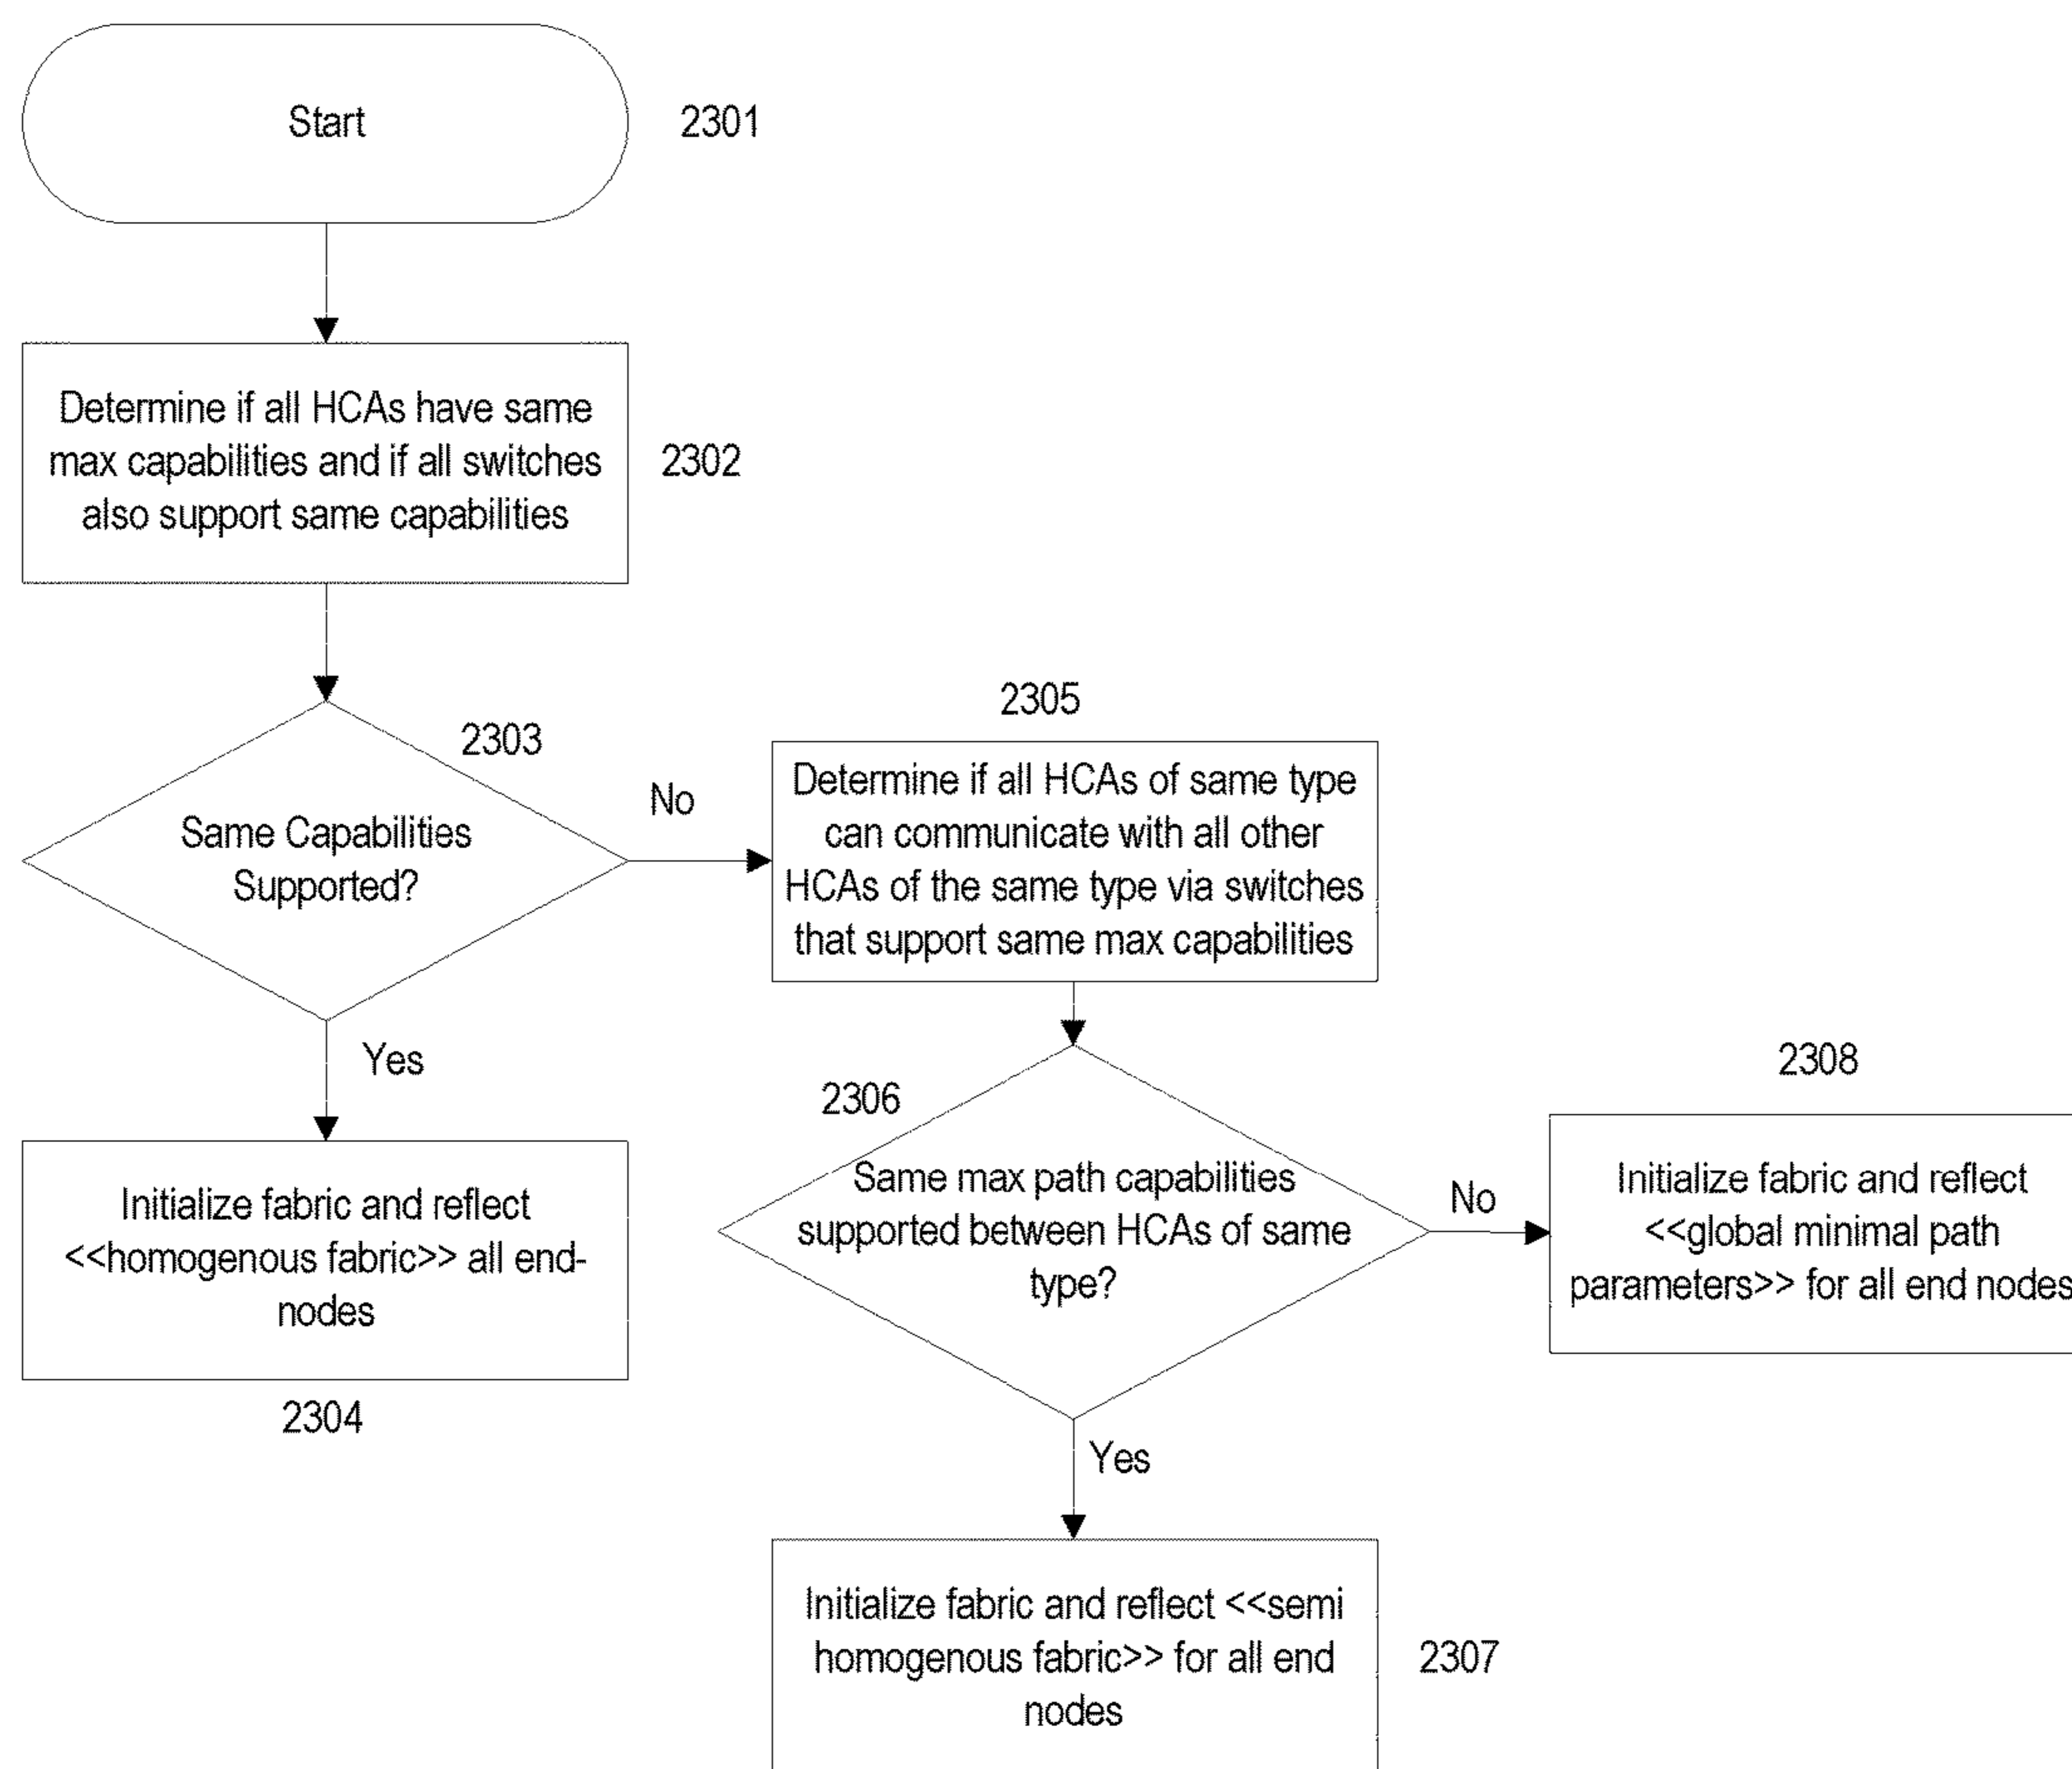 Start
2301
Determine if all HCAs have same
max capabilities and if all switches
also support same capabilities
2302
2303
Same Capabilities
Supported?
No
Yes
Initialize fabric and reflect
<<homogenous fabric>> all end-
nodes
2304
2305
Determine if all HCAs of same type
can communicate with all other
HCAs of the same type via switches
that support same max capabilities
2306
Same max path capabilities
supported between HCAs of same
type?
No
Yes
2308
Initialize fabric and reflect
<<global minimal path
parameters>> for all end nodes
Initialize fabric and reflect <<semi
homogenous fabric>> for all end
nodes
2307